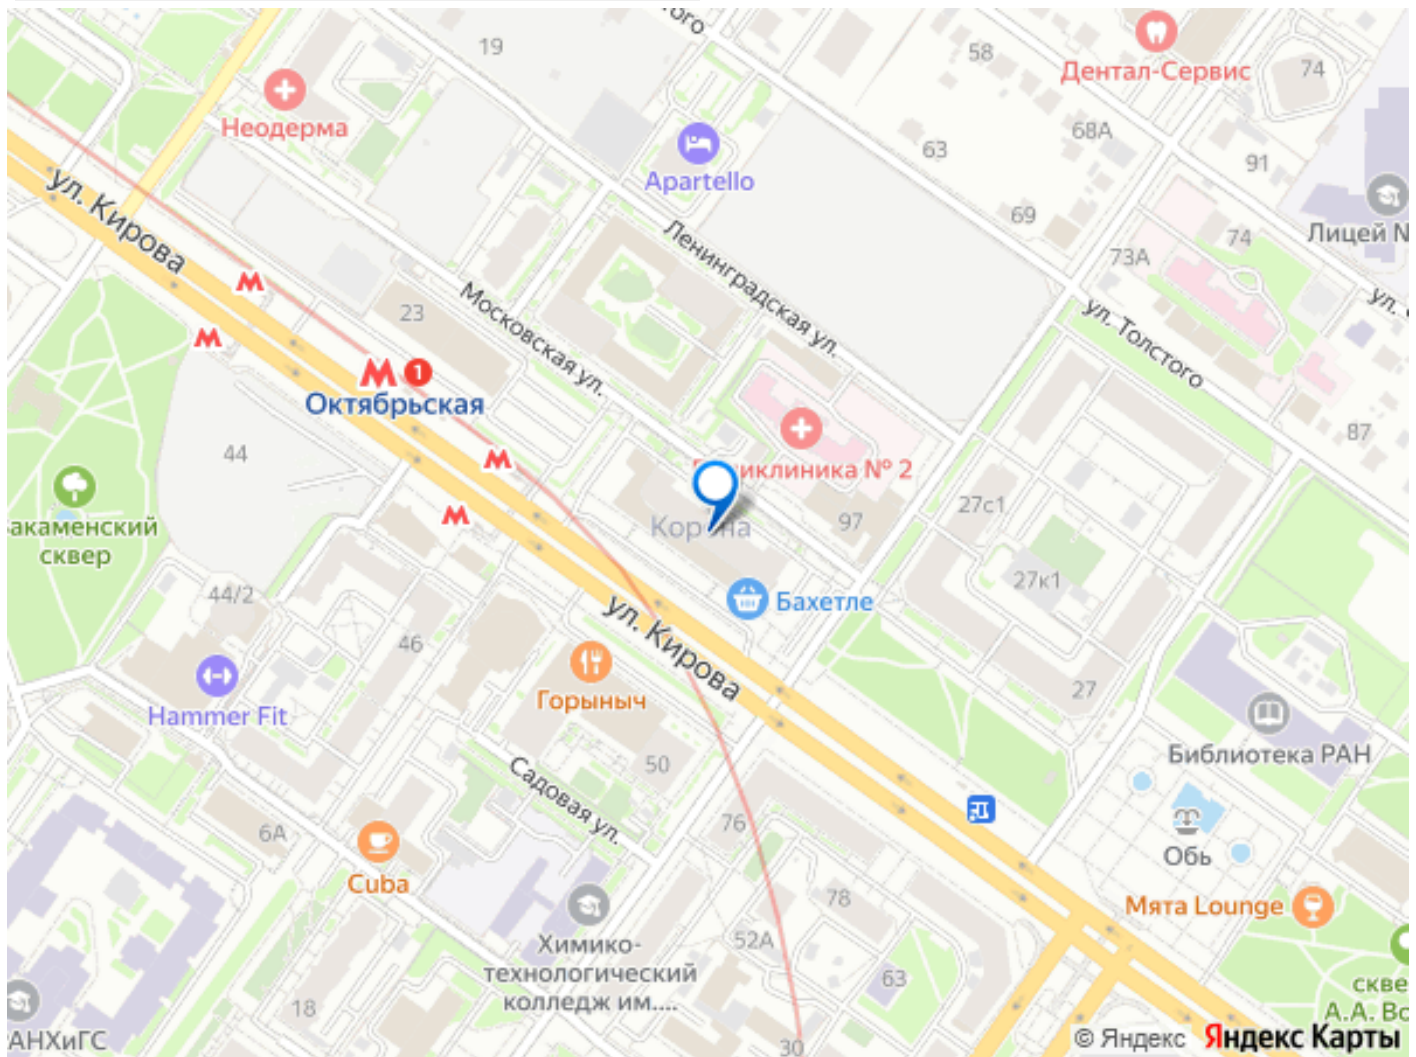 ого
19
58
Дентал-Сервис
74
Неодерма
68А
63
91
Apartello
ул. Кирова
69
74
Лицей N
73А
Ленинградская ул.
23
Московская ул.
ул. Толстого
ул.
М 1
Октябрьская
87
44
иклиника № 2
М
М
М
М
27с1
97
Корона
акаменский
сквер
27к1
44/2
Бахетле
ул. Кирова
46
27
Горыныч
Hammer Fit
Библиотека РАН
50
Садовая ул.
76
6А
Обь
Cuba
78
Мята Lounge
Химико-
технологический
колледж им....
52А
63
18
скве
А.А. Во
АНХиГС
30
© Яндекс Яндекс Карты